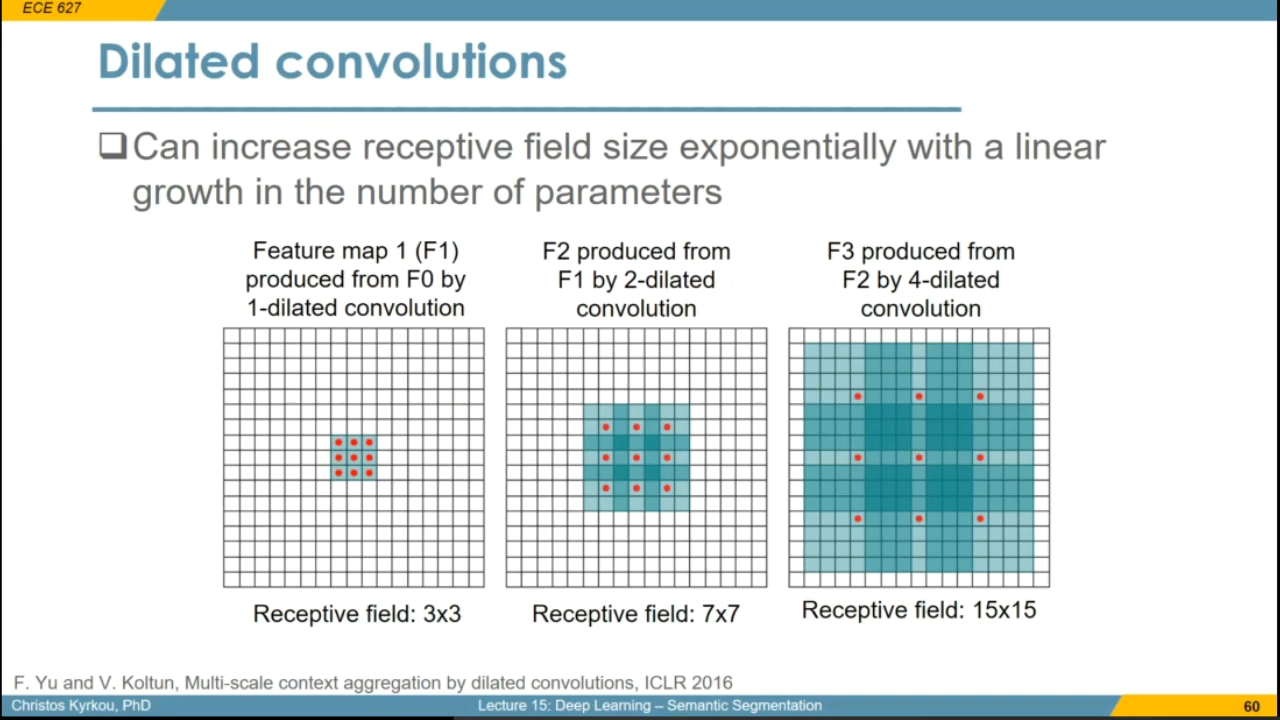 ECE 627
Dilated convolutions
Can increase receptive field size exponentially with a linear
growth in the number of parameters
Feature map 1 (F1)
produced from F0 by
1-dilated convolution
F2 produced from
F1 by 2-dilated
convolution
F3 produced from
F2 by 4-dilated
convolution
Receptive field: 3x3
Receptive field: 7x7
Receptive field: 15x15
F. Yu and V. Koltun, Multi-scale context aggregation by dilated convolutions, ICLR 2016
Christos Kyrkou, PhD
Lecture 15: Deep Learning – Semantic Segmentation
60